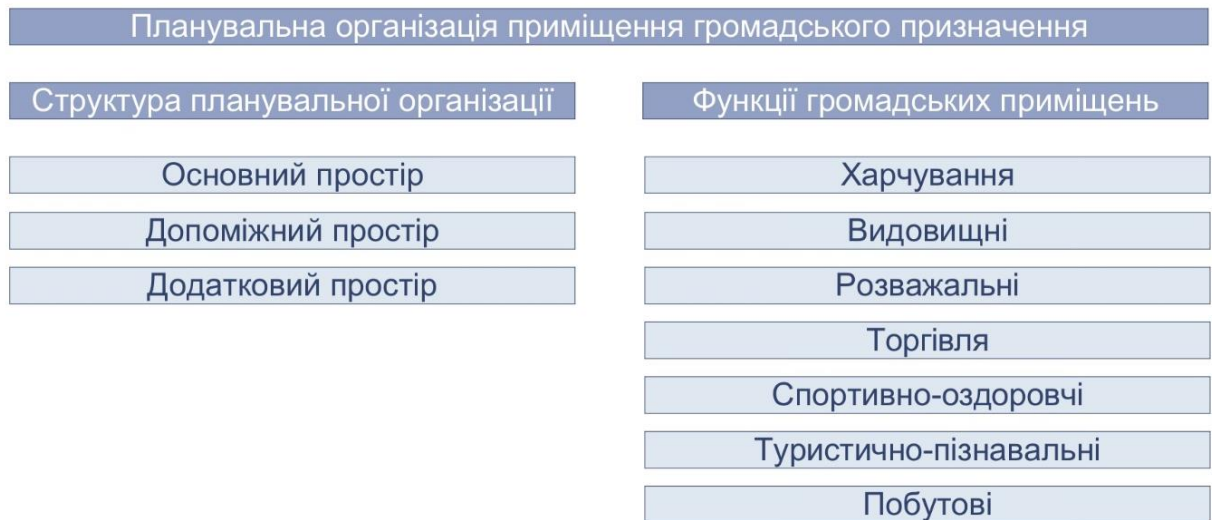 Планувальна організація приміщення громадського призначення
Структура планувальної організації
Основний простір
Допоміжний простір
Додатковий простір
Функції громадських приміщень
Харчування
Видовищні
Розважальні
Торгівля
Спортивно-оздоровчі
Туристично-пізнавальні
Побутові